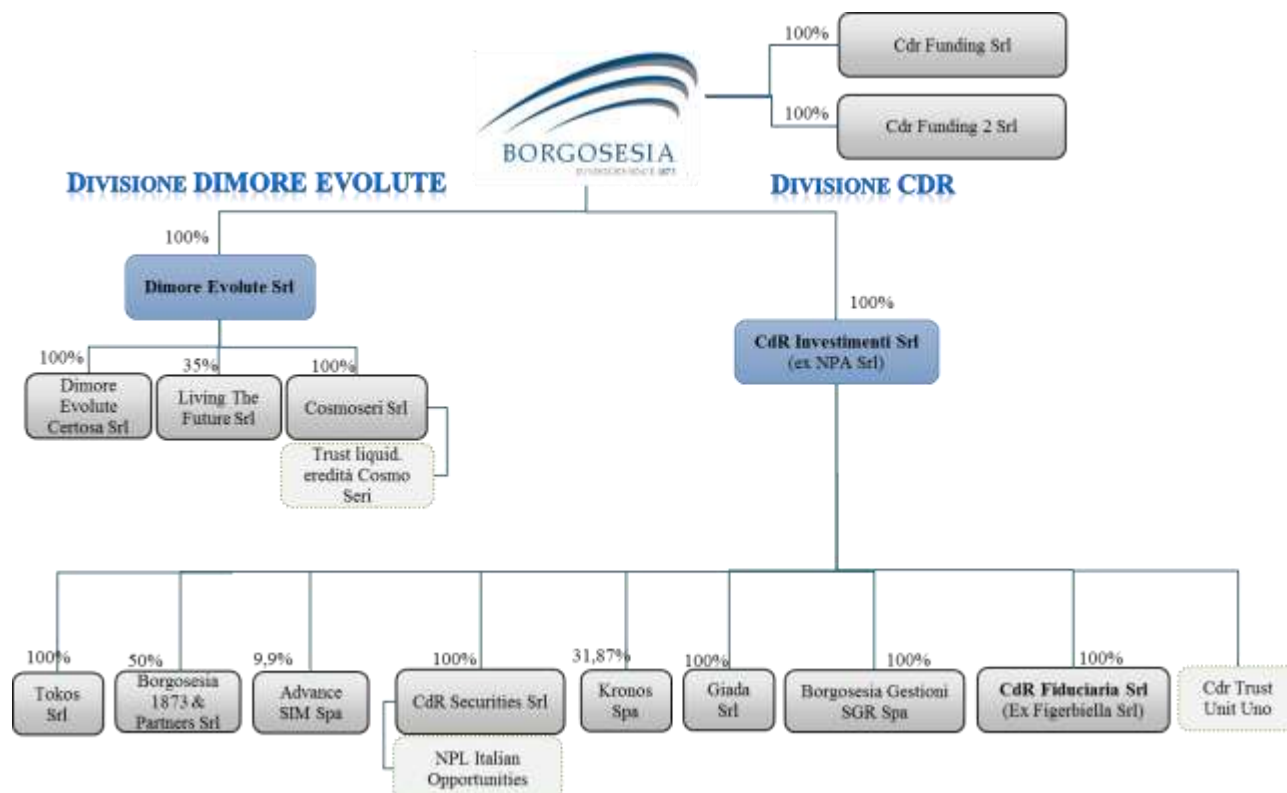 100%
Cdr Funding Srl
100%
Cdr Funding 2 Srl
BORGOSESIA
DIVISIONE DIMORE EVOLUTE
DIVISIONE CDR
100%
Dimore Evolute Srl
100%
CdR Investimenti Srl
(ex NPA Srl)
100%
Dimore
Evolute
Certosa Srl
35%
Living The
Future Srl
100%
Cosmoseri Srl
Trust liquid.
eredità Cosmo
Seri
100%
Tokos
Srl
50%
Borgosesia
1873 &
Partners Srl
9,9%
Advance
SIM Spa
100%
CdR Securities Srl
NPL Italian
Opportunities
31,87%
Kronos
Spa
100%
Giada
Srl
100%
Borgosesia Gestioni
SGR Spa
100%
CdR Fiduciaria Srl
(Ex Figerbiella Srl)
Cdr Trust
Unit Uno